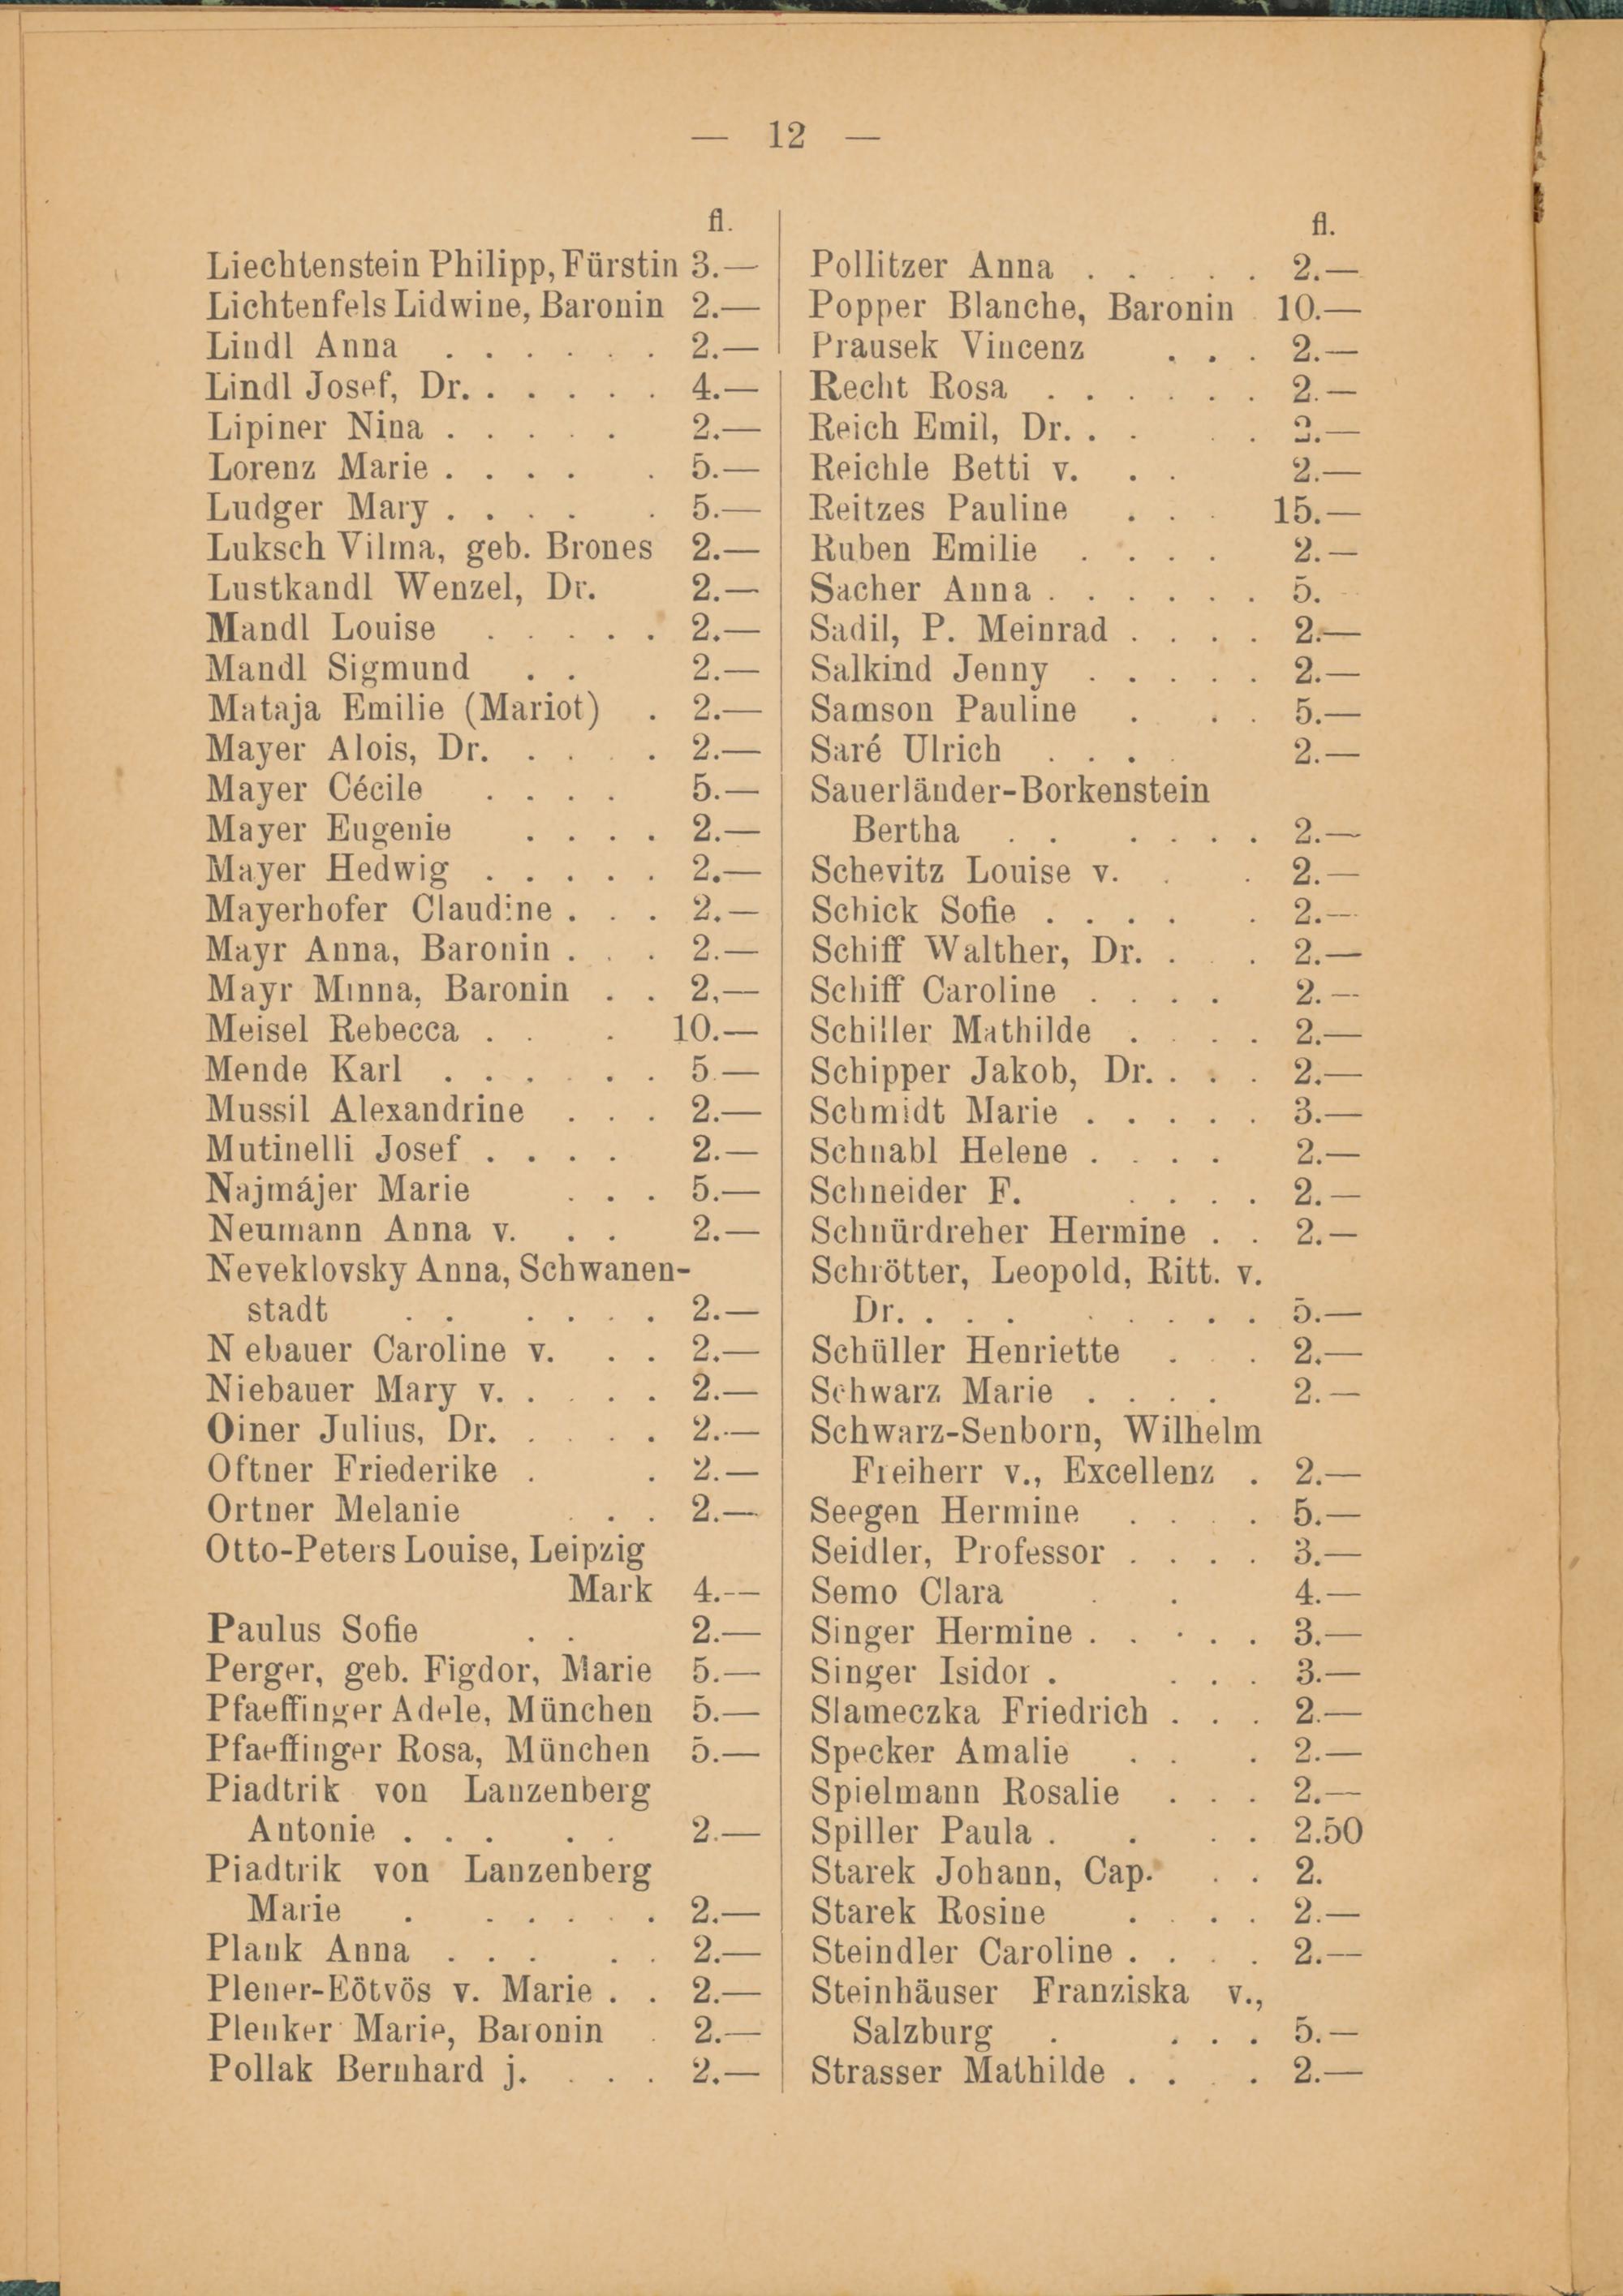 — 12 —
fl.
Liechtenstein Philipp, Fürstin 3.—
Lichtenfels Lidwine, Baronin 2.—
Lindl Anna . . . . . . 2.—
Lindl Josef, Dr. . . . . . 4.—
Lipiner Nina . . . . . 2.—
Lorenz Marie . . . . . 5.—
Ludger Mary . . . . . 5.—
Luksch Vilma, geb. Brones 2.—
Lustkandl Wenzel, Dr. 2.—
Mandl Louise . . . . . 2.—
Mandl Sigmund . . 2.—
Mataja Emilie (Mariot) . 2.—
Mayer Alois, Dr. . . . . 2.—
Mayer Cécile . . . . 5.—
Mayer Eugenie . . . . 2.—
Mayer Hedwig . . . . . 2.—
Mayerhofer Claudine . . . 2.—
Mayr Anna, Baronin . . . 2.—
Mayr Minna, Baronin . . 2.—
Meisel Rebecca . . . 10.—
Mende Karl . . . . . . 5.—
Mussil Alexandrine . . . 2.—
Mutinelli Josef . . . . 2.—
Najmájer Marie . . . 5.—
Neumann Anna v. . . 2.—
Neveklovsky Anna, Schwanen-
stadt . . . . . . 2.—
N ebauer Caroline v. . . 2.—
Niebauer Mary v. . . . . 2.—
Oiner Julius, Dr. . . . . 2.—
Oftner Friederike . . 2.—
Ortner Melanie . . . 2.—
Otto-Peters Louise, Leipzig
Mark 4.—
Paulus Sofie . . 2.—
Perger, geb. Figdor, Marie 5.—
Pfaeffinger Adele, München 5.—
Pfaeffinger Rosa, München 5.—
Piadtrik von Lanzenberg
Antonie . . . . . 2.—
Piadtrik von Lanzenberg
Marie . . . . . . 2.—
Plank Anna . . . . . 2.—
Plener-Eötvös v. Marie . . 2.—
Plenker Marie, Baronin . 2.—
Pollak Bernhard j. . . . 2.—
fl.
Pollitzer Anna . . . . . 2.—
Popper Blanche, Baronin 10.—
Prausek Vincenz . . . 2.—
Recht Rosa . . . . . . 2.—
Reich Emil, Dr. . . . .
Reichle Betti v. . . 2.—
Reitzes Pauline . . . 15.—
Ruben Emilie . . . . 2.—
Sacher Anna . . . . . . 5.
Sadil, P. Meinrad . . . . 2.—
Salkind Jenny . . . . . 2.—
Samson Pauline . . . 5.—
Saré Ulrich . . . . 2.—
Sauerländer-Borkenstein
Bertha . . . . . . 2.—
Schevitz Louise v. . . 2.—
Schick Sofie . . . . . 2.—
Schiff Walther, Dr. . . . 2.—
Schiff Caroline . . . . 2.—
Schiller Mathilde . . . . 2.—
Schipper Jakob, Dr. . . . 2.—
Schmidt Marie . . . . . 3.—
Schnabl Helene . . . . 2.—
Schneider F. . . . . 2.—
Schnürdreher Hermine . . 2.—
Schrötter, Leopold, Ritt. v.
Dr. . . . . . . . . 5.—
Schüller Henriette . . . 2.—
Schwarz Marie . . . . 2.—
Schwarz-Senborn, Wilhelm
Freiherr v., Excellenz . 2.—
Seegen Hermine . . . . 5.—
Seidler, Professor . . . . 3.—
Semo Clara . . 4.—
Singer Hermine . . . . . 3.—
Singer Isidor . . . . 3.—
Slameczka Friedrich . . . 2.—
Specker Amalie . . . 2.—
Spielmann Rosalie . . . 2.—
Spiller Paula . . . . 2.50
Starek Johann, Cap. . . 2.
Starek Rosine . . . . 2.—
Steindler Caroline . . . . 2.—
Steinhäuser Franziska v.,
Salzburg . . . . 5.—
Strasser Mathilde . . . . 2.—